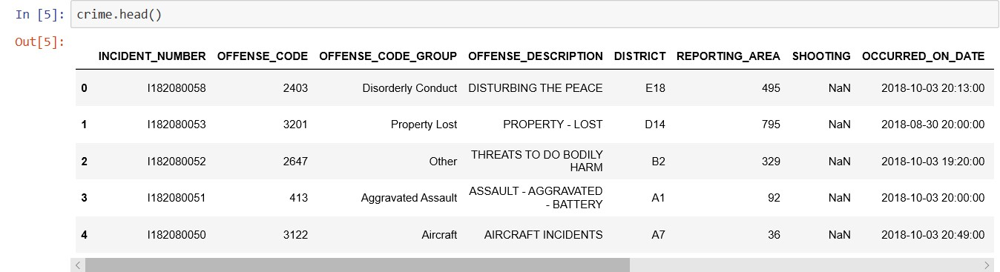 In [5]: crime.head()
Out[5]:
INCIDENT_NUMBER OFFENSE_CODE OFFENSE_CODE_GROUP OFFENSE_DESCRIPTION DISTRICT REPORTING_AREA SHOOTING OCCURRED_ON_DATE
0 I182080058 2403 Disorderly Conduct DISTURBING THE PEACE E18 495 NaN 2018-10-03 20:13:00
1 I182080053 3201 Property Lost PROPERTY - LOST D14 795 NaN 2018-08-30 20:00:00
2 I182080052 2647 Other THREATS TO DO BODILY 
HARM B2 329 NaN 2018-10-03 19:20:00
3 I182080051 413 Aggravated Assault ASSAULT - AGGRAVATED
- BATTERY A1 92 NaN 2018-10-03 20:00:00
4 I182080050 3122 Aircraft AIRCRAFT INCIDENTS A7 36 NaN 2018-10-03 20:49:00